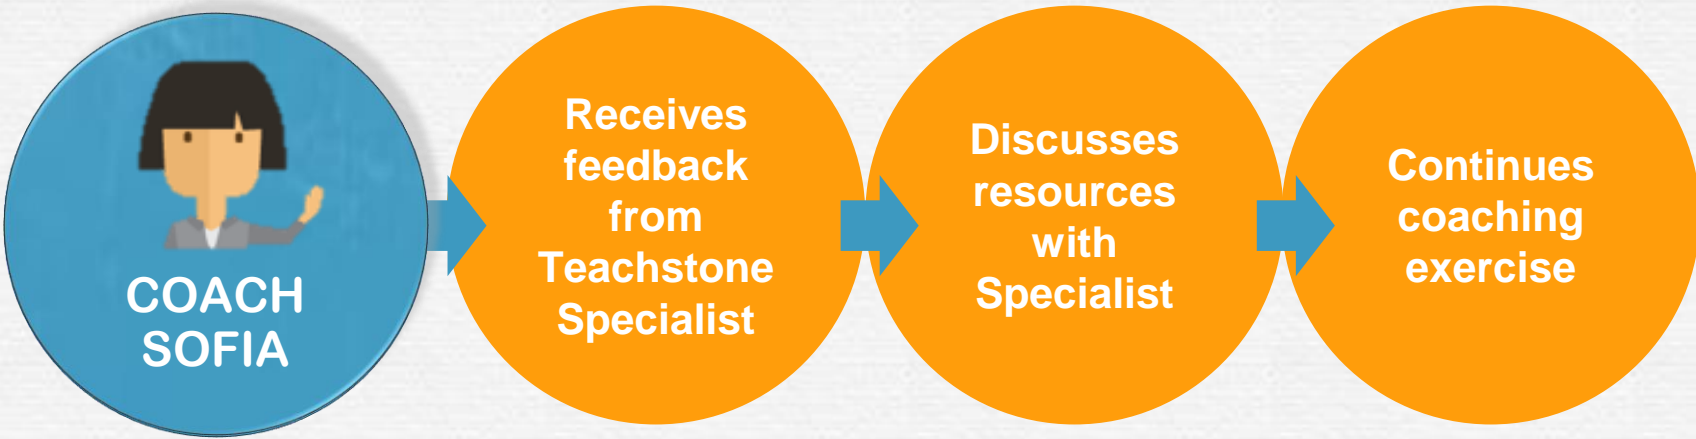 COACH
SOFIA
Receives
feedback
from
Teachstone
Specialist
Discusses
resources
with
Specialist
Continues
coaching
exercise